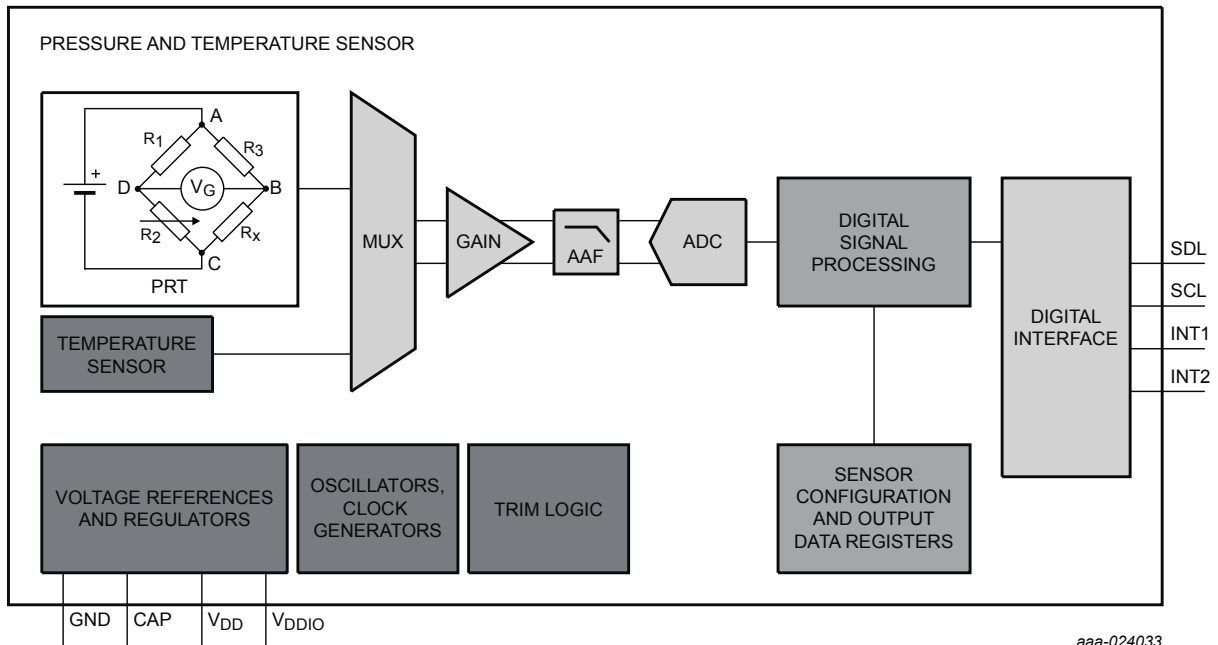 PRESSURE AND TEMPERATURE SENSOR
A
R1
R3
+
D
VG
B
R2
Rx
C
PRT
MUX
GAIN
AAF
ADC
DIGITAL
SIGNAL
PROCESSING
DIGITAL
INTERFACE
SDL
SCL
INT1
INT2
TEMPERATURE
SENSOR
VOLTAGE REFERENCES
AND REGULATORS
OSCILLATORS,
CLOCK
GENERATORS
TRIM LOGIC
SENSOR
CONFIGURATION
AND OUTPUT
DATA REGISTERS
GND
CAP
VDD
VDDIO
aaa-024033